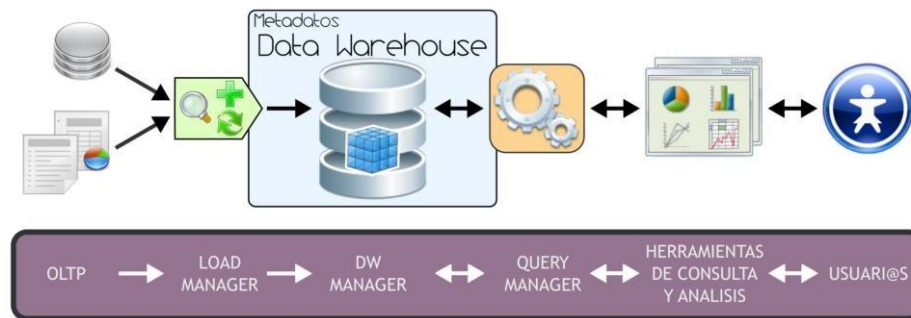 Metadatos
Data Warehouse
OLTP
LOAD
MANAGER
DW
MANAGER
QUERY
MANAGER
HERRAMIENTAS
DE CONSULTA
Y ANALISIS
USUARI@S